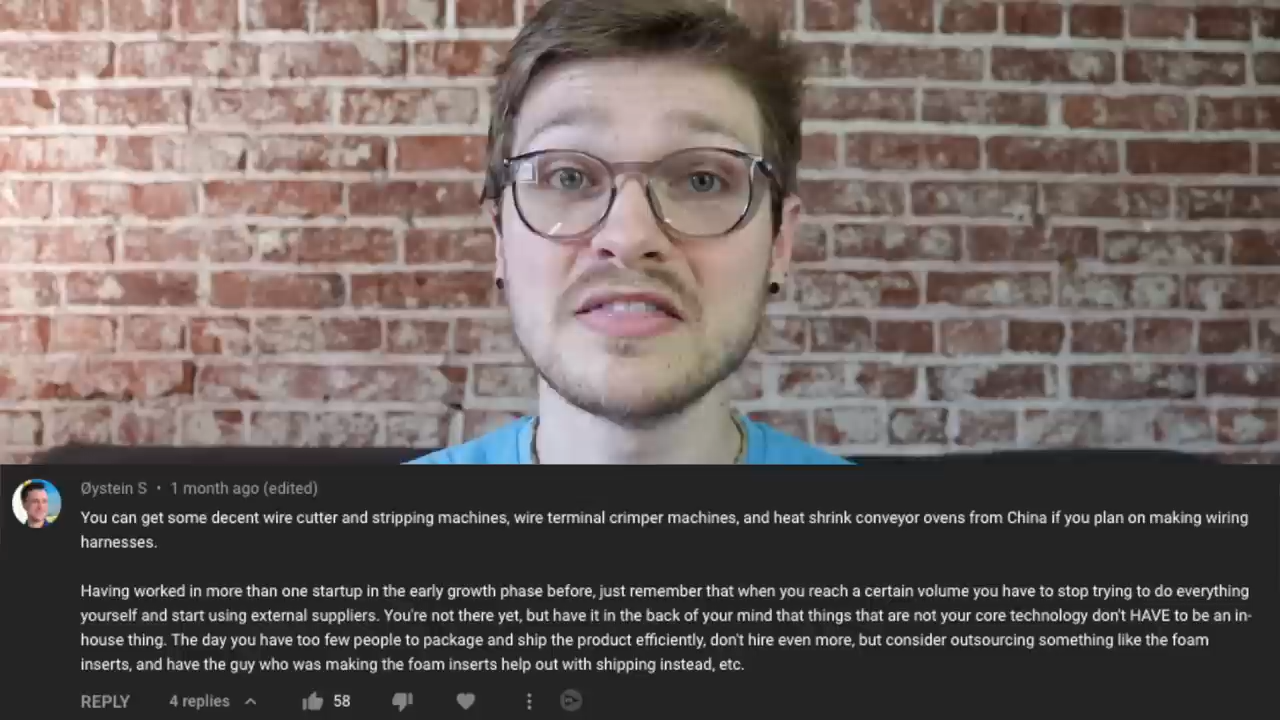 Øystein S • 1 month ago (edited)
You can get some decent wire cutter and stripping machines, wire terminal crimper machines, and heat shrink conveyor ovens from China if you plan on making wiring
harnesses.
Having worked in more than one startup in the early growth phase before, just remember that when you reach a certain volume you have to stop trying to do everything
yourself and start using external suppliers. You're not there yet, but have it in the back of your mind that things that are not your core technology don't HAVE to be an in-
house thing. The day you have too few people to package and ship the product efficiently, don't hire even more, but consider outsourcing something like the foam
inserts, and have the guy who was making the foam inserts help out with shipping instead, etc.
REPLY 4 replies 58